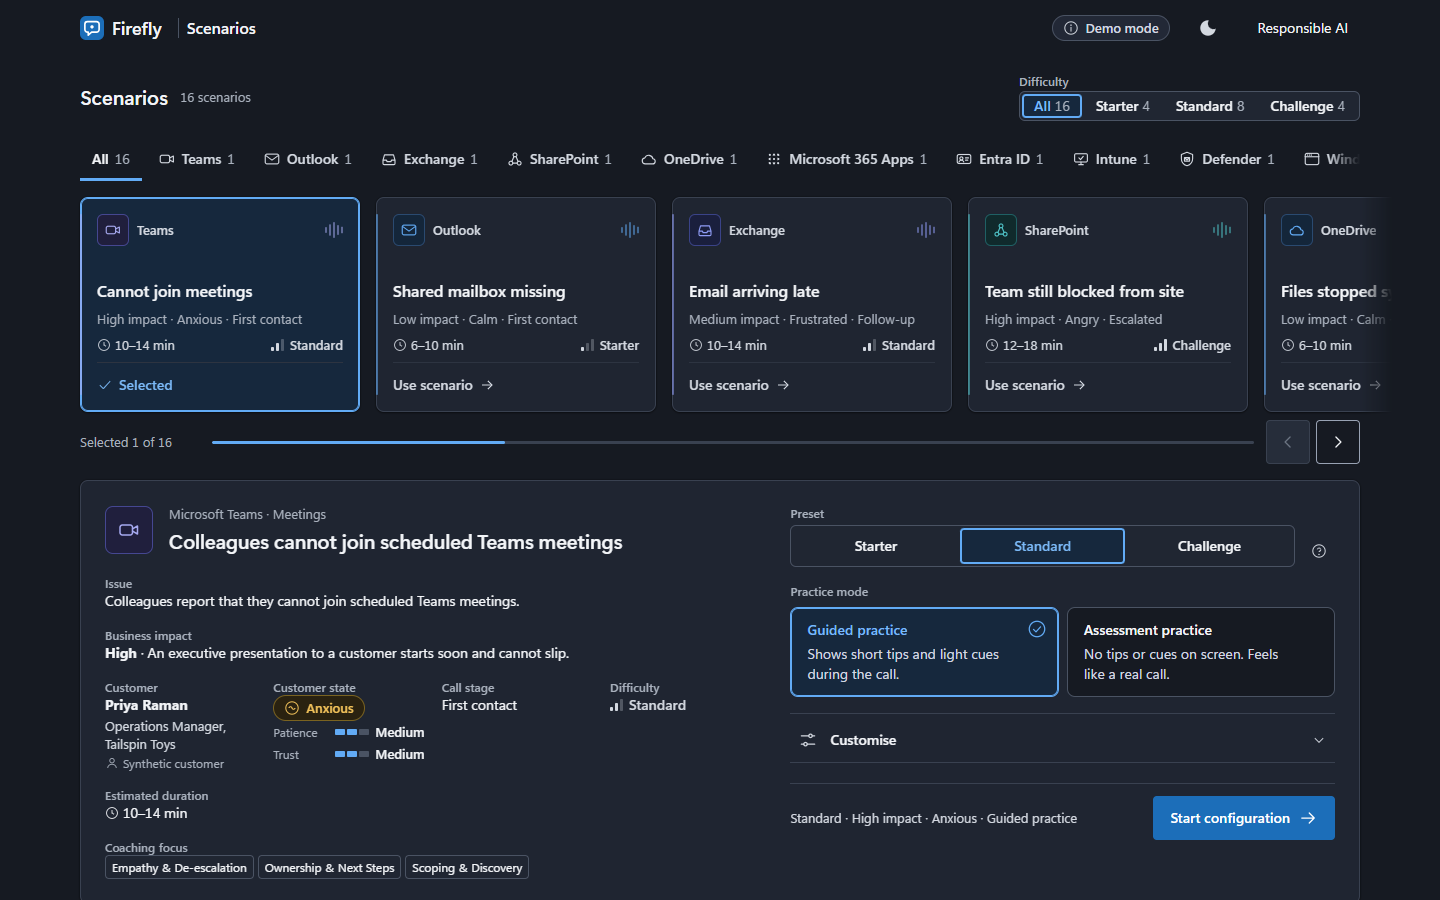 Firefly
Scenarios
Demo mode
Responsible AI
Scenarios
16 scenarios
Difficulty
All 16
Starter 4
Standard 8
Challenge 4
All 16
Teams 1
Outlook 1
Exchange 1
SharePoint 1
OneDrive 1
Microsoft 365 Apps 1
Entra ID 1
Intune 1
Defender 1
Wind
Teams
Cannot join meetings
High impact · Anxious · First contact
10–14 min
Standard
Selected
Outlook
Shared mailbox missing
Low impact · Calm · First contact
6–10 min
Starter
Use scenario
Exchange
Email arriving late
Medium impact · Frustrated · Follow-up
10–14 min
Standard
Use scenario
SharePoint
Team still blocked from site
High impact · Angry · Escalated
12–18 min
Challenge
Use scenario
OneDrive
Files stopped sy
Low impact · Calm
6–10 min
Use scenario
Selected 1 of 16
Microsoft Teams · Meetings
Colleagues cannot join scheduled Teams meetings
Issue
Colleagues report that they cannot join scheduled Teams meetings.
Business impact
High · An executive presentation to a customer starts soon and cannot slip.
Customer
Priya Raman
Operations Manager,
Tailspin Toys
Synthetic customer
Customer state
Anxious
Patience
Medium
Trust
Medium
Call stage
First contact
Difficulty
Standard
Estimated duration
10–14 min
Coaching focus
Empathy & De-escalation
Ownership & Next Steps
Scoping & Discovery
Preset
Starter
Standard
Challenge
Practice mode
Guided practice
Shows short tips and light cues
during the call.
Assessment practice
No tips or cues on screen. Feels
like a real call.
Customise
Standard · High impact · Anxious · Guided practice
Start configuration